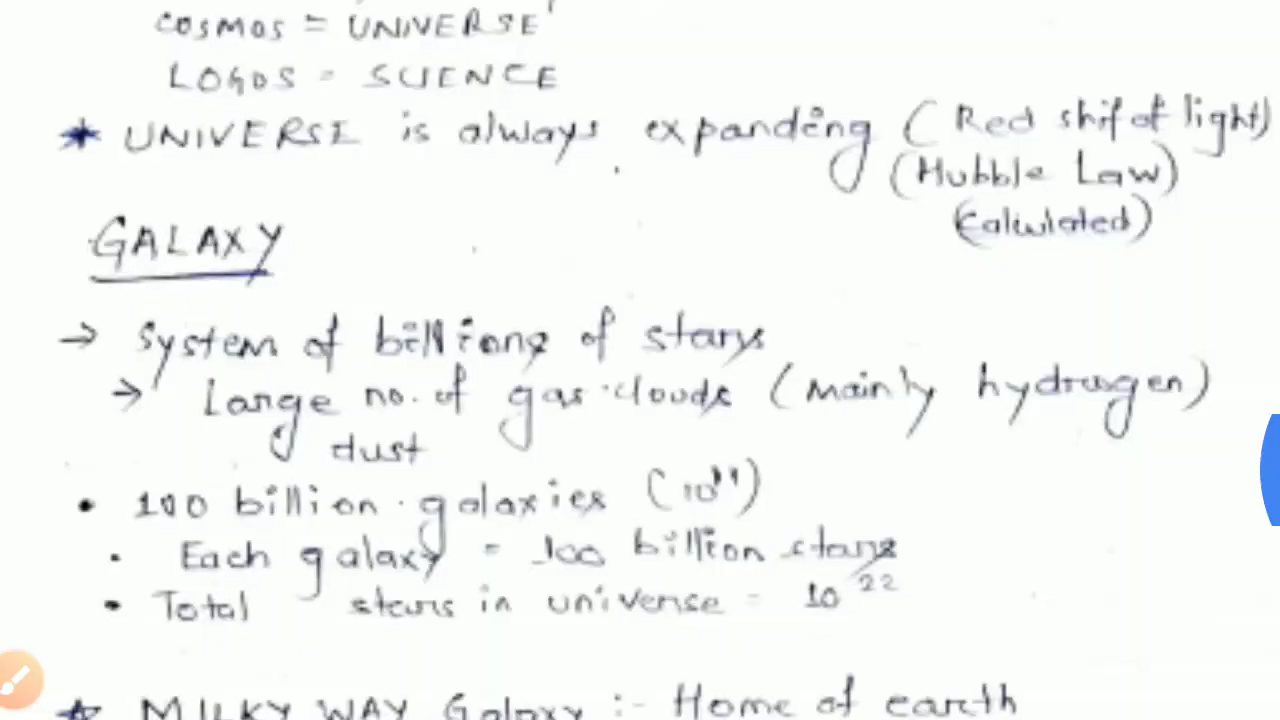 COSMOS = UNIVERSE
LOGOS - SCIENCE
★ UNIVERSE is always expanding (Red shif of light)
(Hubble Law)
(Calculated)
GALAXY
→ System of billions of stars
→ Large no. of gas clouds (mainly hydrogen)
dust
• 100 billion galaxies (10¹¹)
• Each galaxy = 100 billion stars
• Total stars in universe = 10²²
★ MILKY WAY Galaxy :- Home of earth